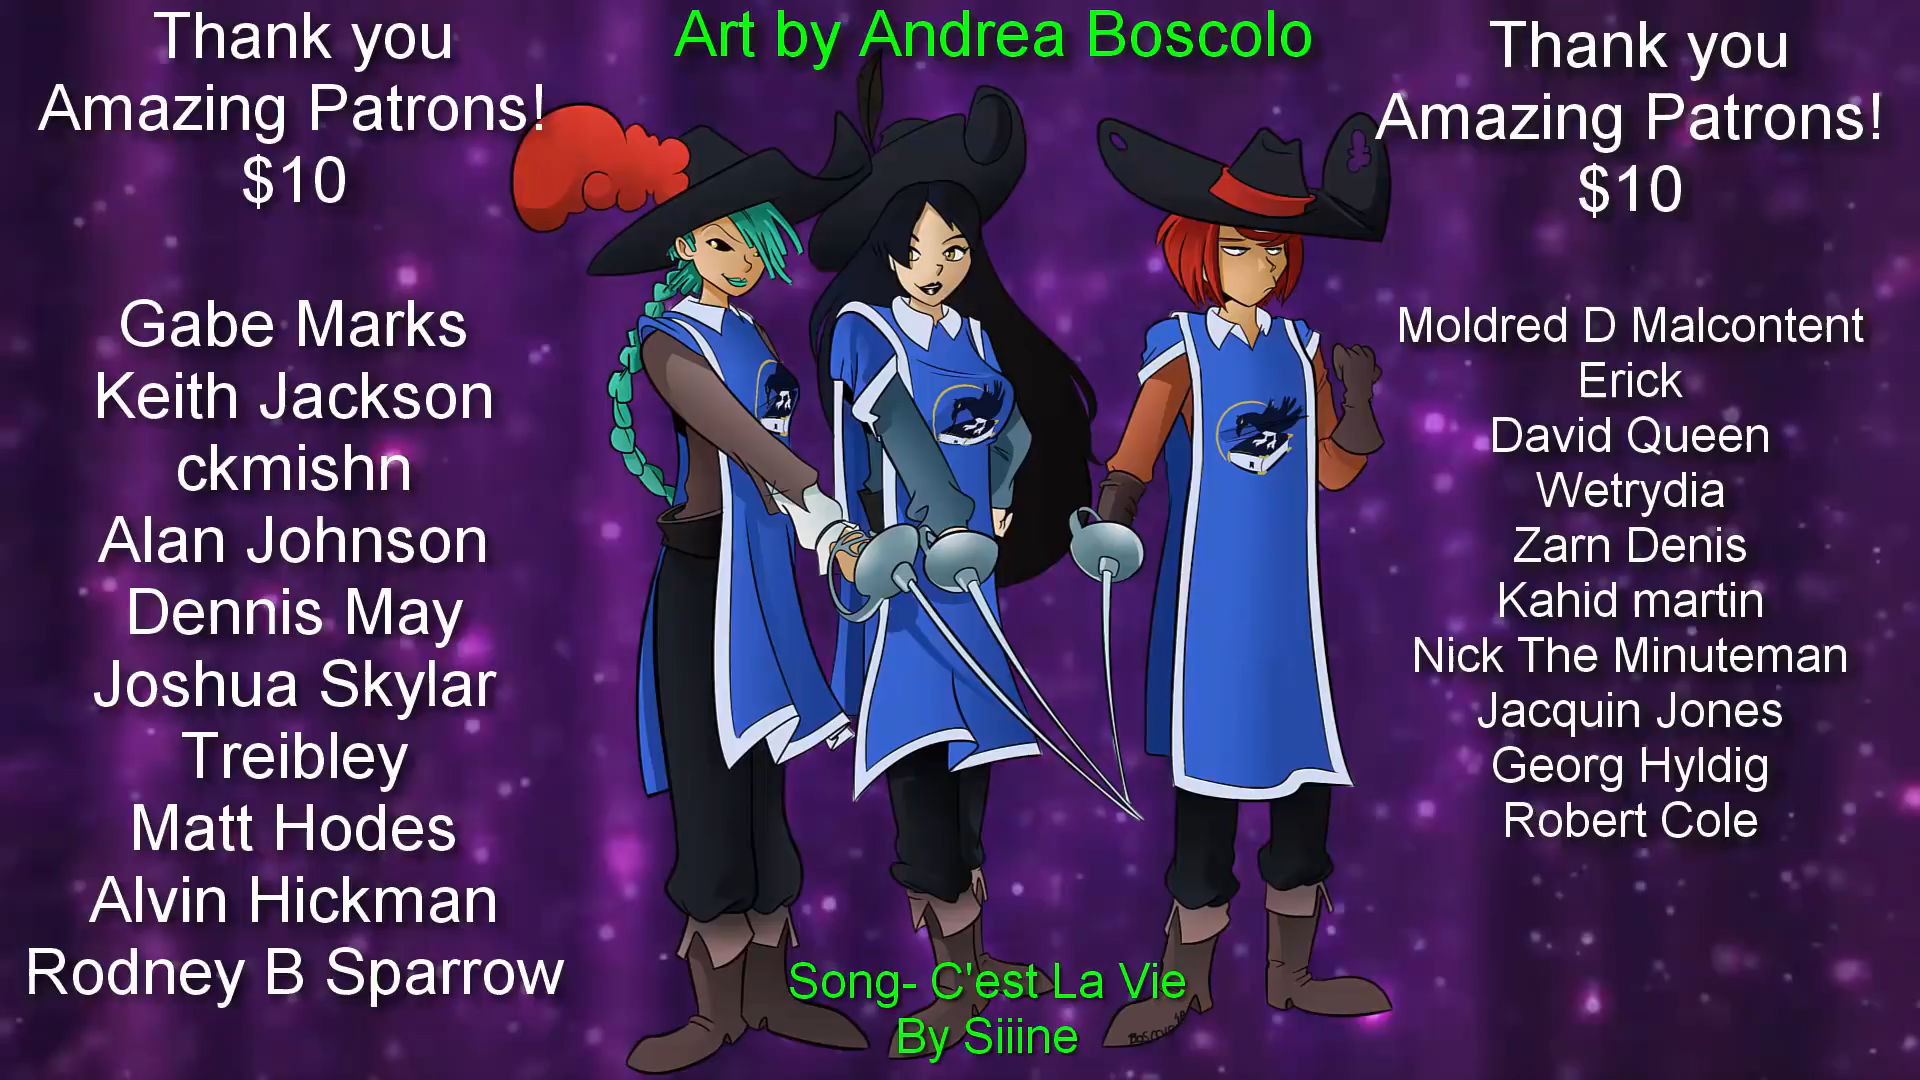 Thank you
Amazing Patrons!
$10
Gabe Marks
Keith Jackson
ckmishn
Alan Johnson
Dennis May
Joshua Skylar
Treibley
Matt Hodes
Alvin Hickman
Rodney B Sparrow
Art by Andrea Boscolo
Song- C'est La Vie
By Siiine
Thank you
Amazing Patrons!
$10
Moldred D Malcontent
Erick
David Queen
Wetrydia
Zarn Denis
Kahid martin
Nick The Minuteman
Jacquin Jones
Georg Hyldig
Robert Cole